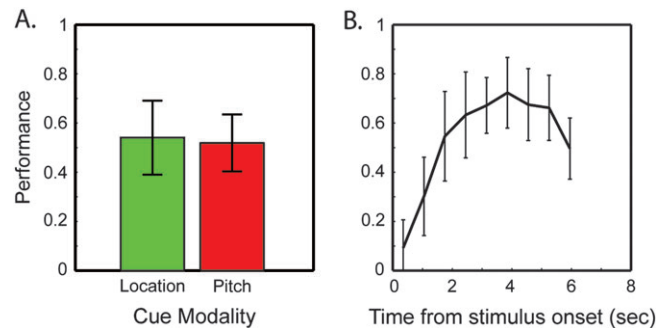 A.
1
0.8
0.6
0.4
0.2
0
Performance
Location Pitch
Cue Modality
B.
1
0.8
0.6
0.4
0.2
0
0 2 4 6 8
Time from stimulus onset (sec)